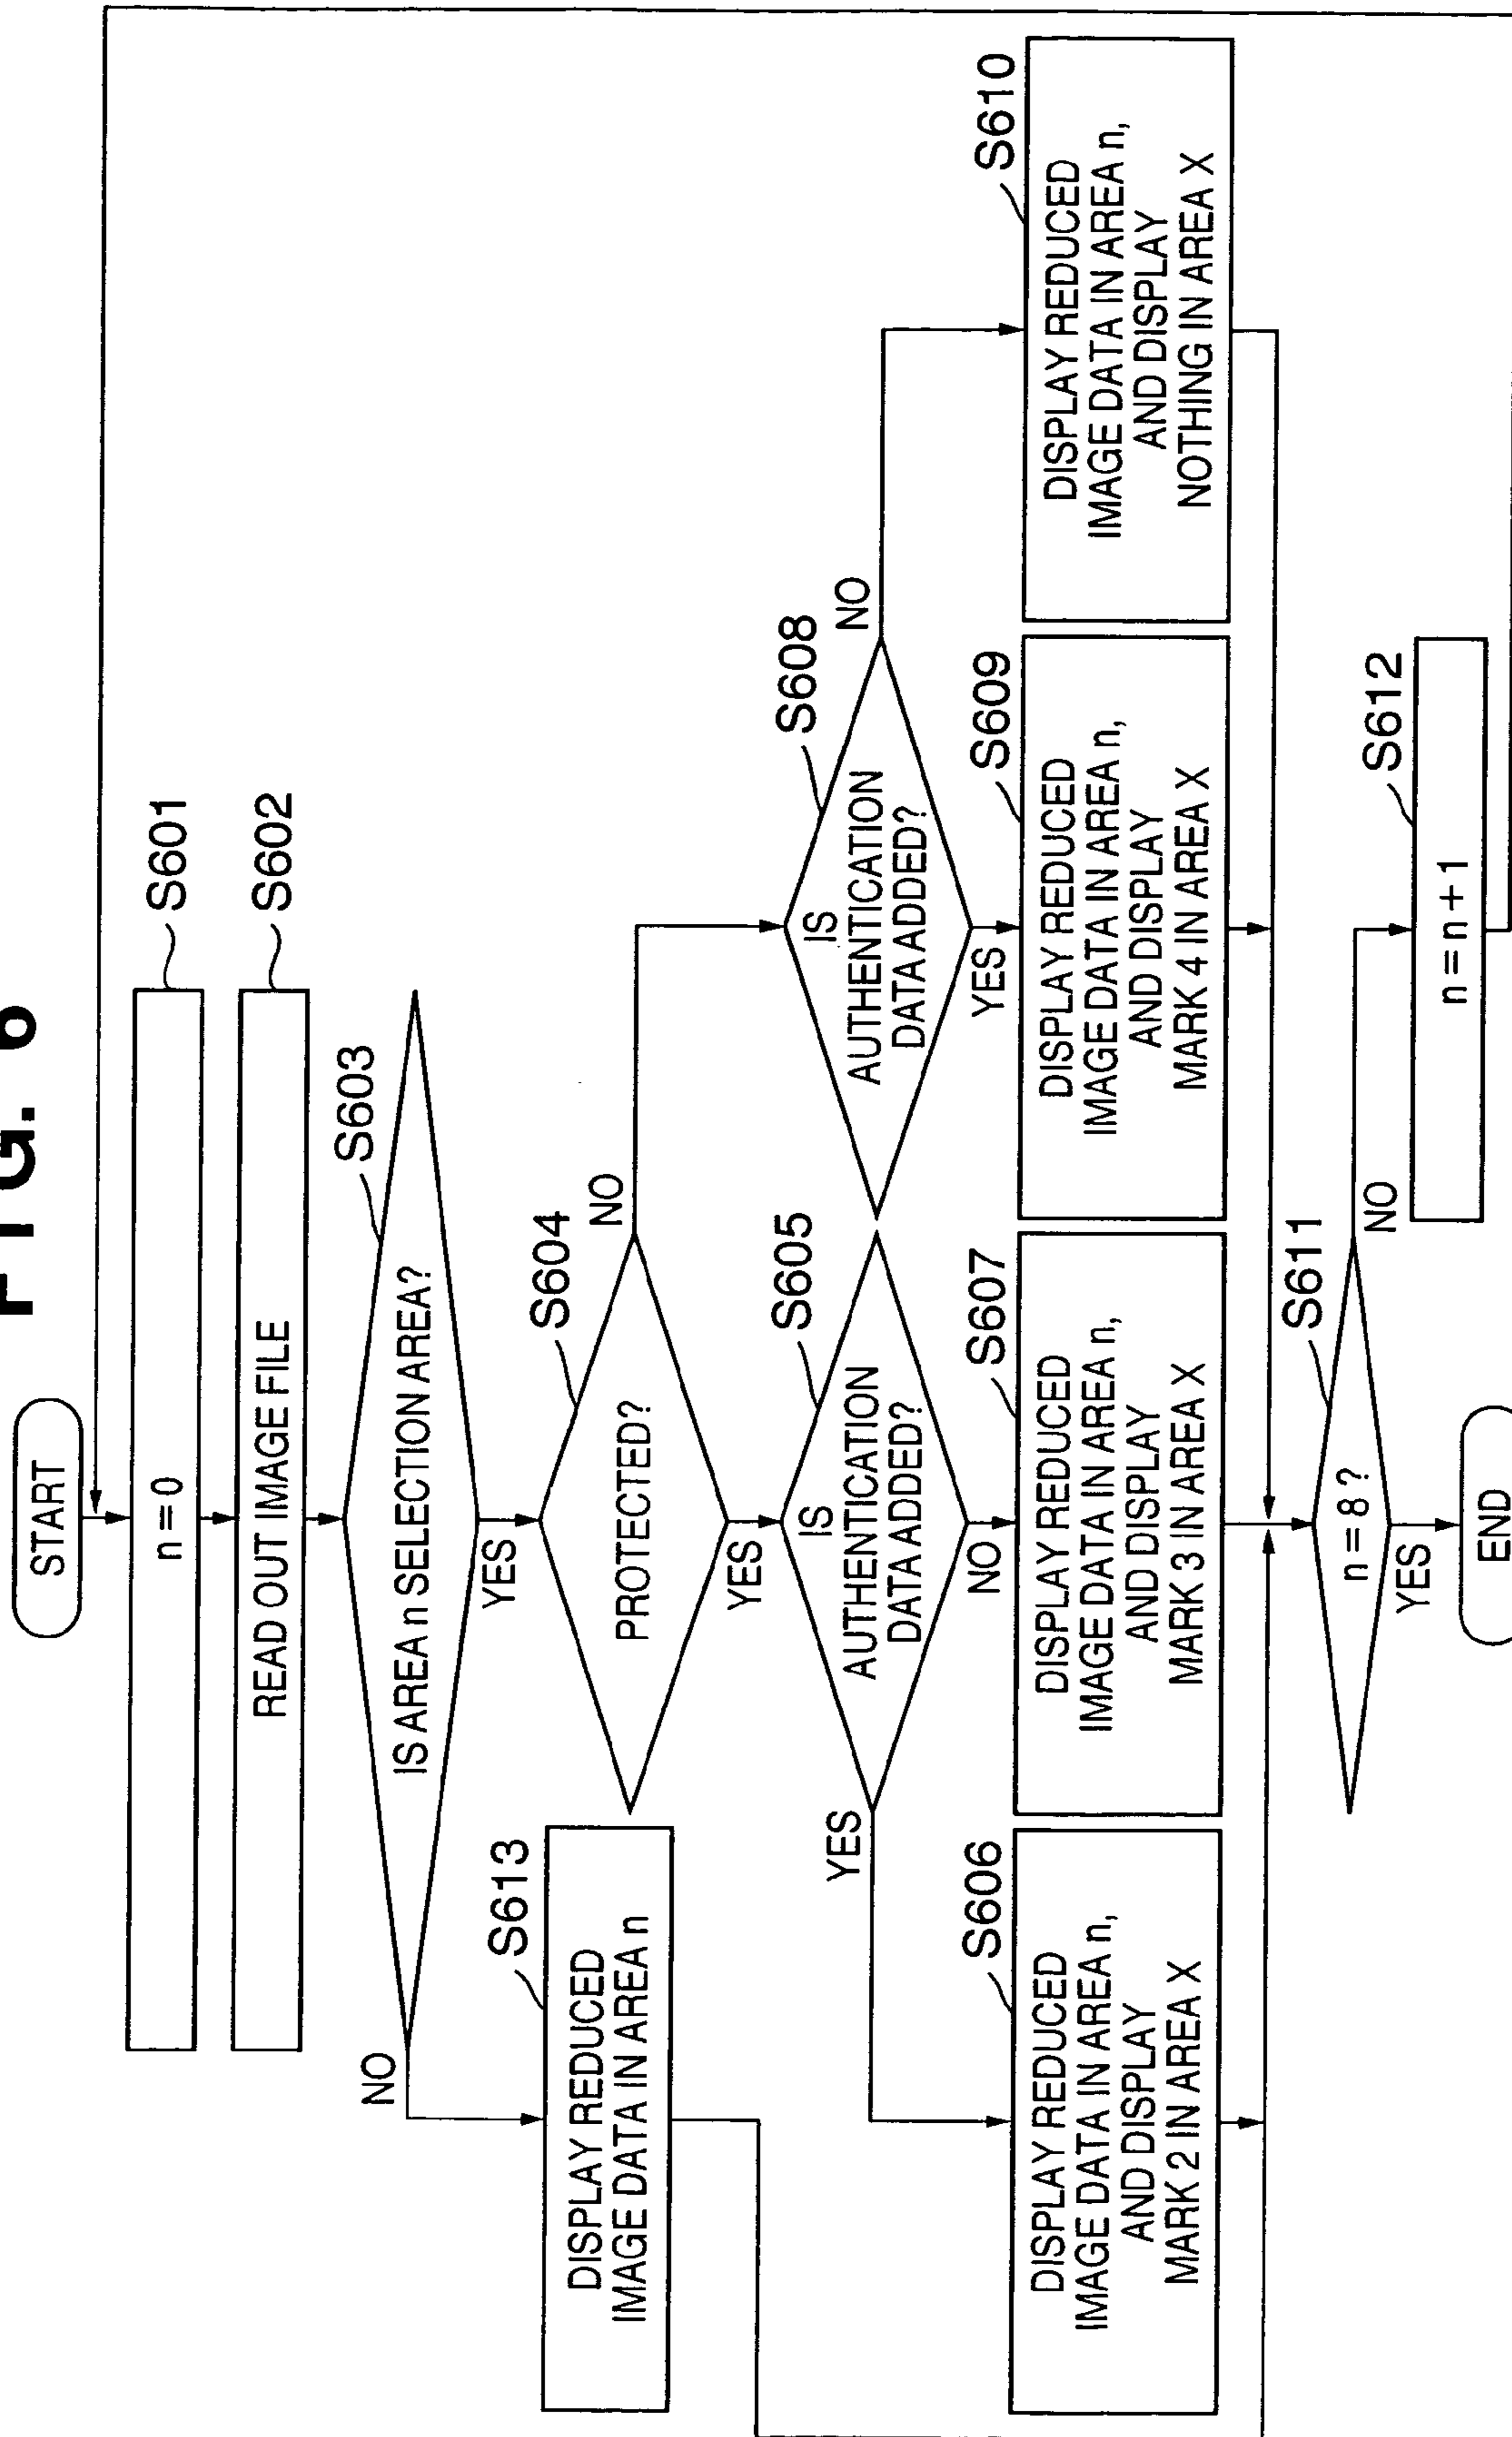 FIG. 6
START
n = 0
S601
READ OUT IMAGE FILE
S602
IS AREA n SELECTION AREA?
S603
NO
YES
DISPLAY REDUCED
IMAGE DATA IN AREA n
S613
PROTECTED?
S604
NO
YES
IS
AUTHENTICATION
DATA ADDED?
S605
YES
NO
IS
AUTHENTICATION
DATA ADDED?
S608
NO
YES
DISPLAY REDUCED
IMAGE DATA IN AREA n,
AND DISPLAY
MARK 2 IN AREA X
S606
DISPLAY REDUCED
IMAGE DATA IN AREA n,
AND DISPLAY
MARK 3 IN AREA X
S607
DISPLAY REDUCED
IMAGE DATA IN AREA n,
AND DISPLAY
MARK 4 IN AREA X
S609
DISPLAY REDUCED
IMAGE DATA IN AREA n,
AND DISPLAY
NOTHING IN AREA X
S610
n = 8 ?
S611
NO
YES
n = n + 1
S612
END